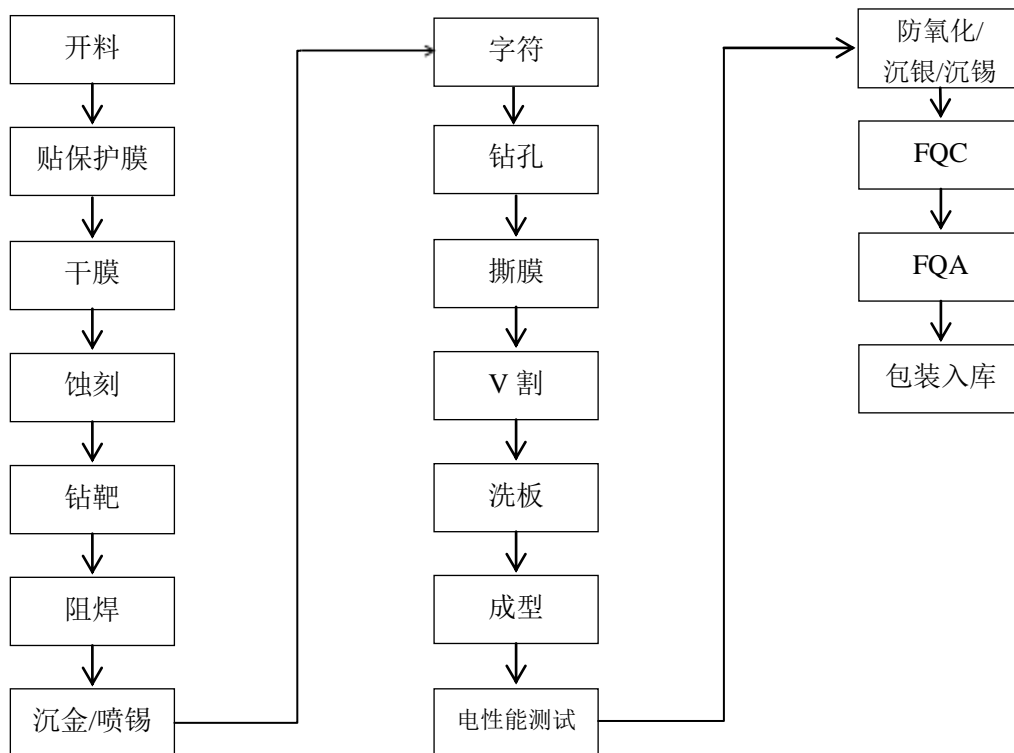 开料
贴保护膜
干膜
蚀刻
钻靶
阻焊
沉金/喷锡
字符
钻孔
撕膜
V 割
洗板
成型
电性能测试
防氧化/
沉银/沉锡
FQC
FQA
包装入库